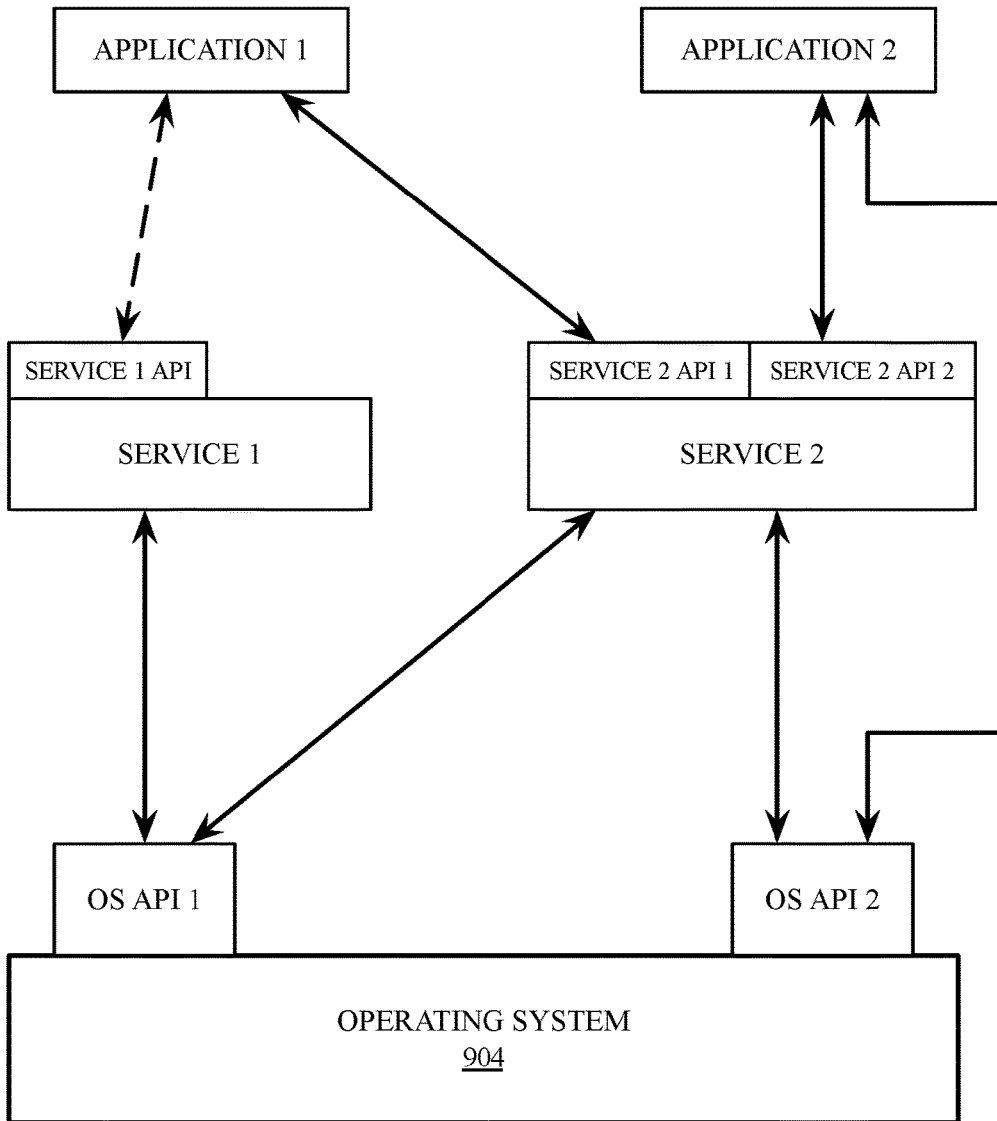 APPLICATION 1
APPLICATION 2
SERVICE 1 API
SERVICE 2 API 1
SERVICE 2 API 2
SERVICE 1
SERVICE 2
OS API 1
OS API 2
OPERATING SYSTEM
904